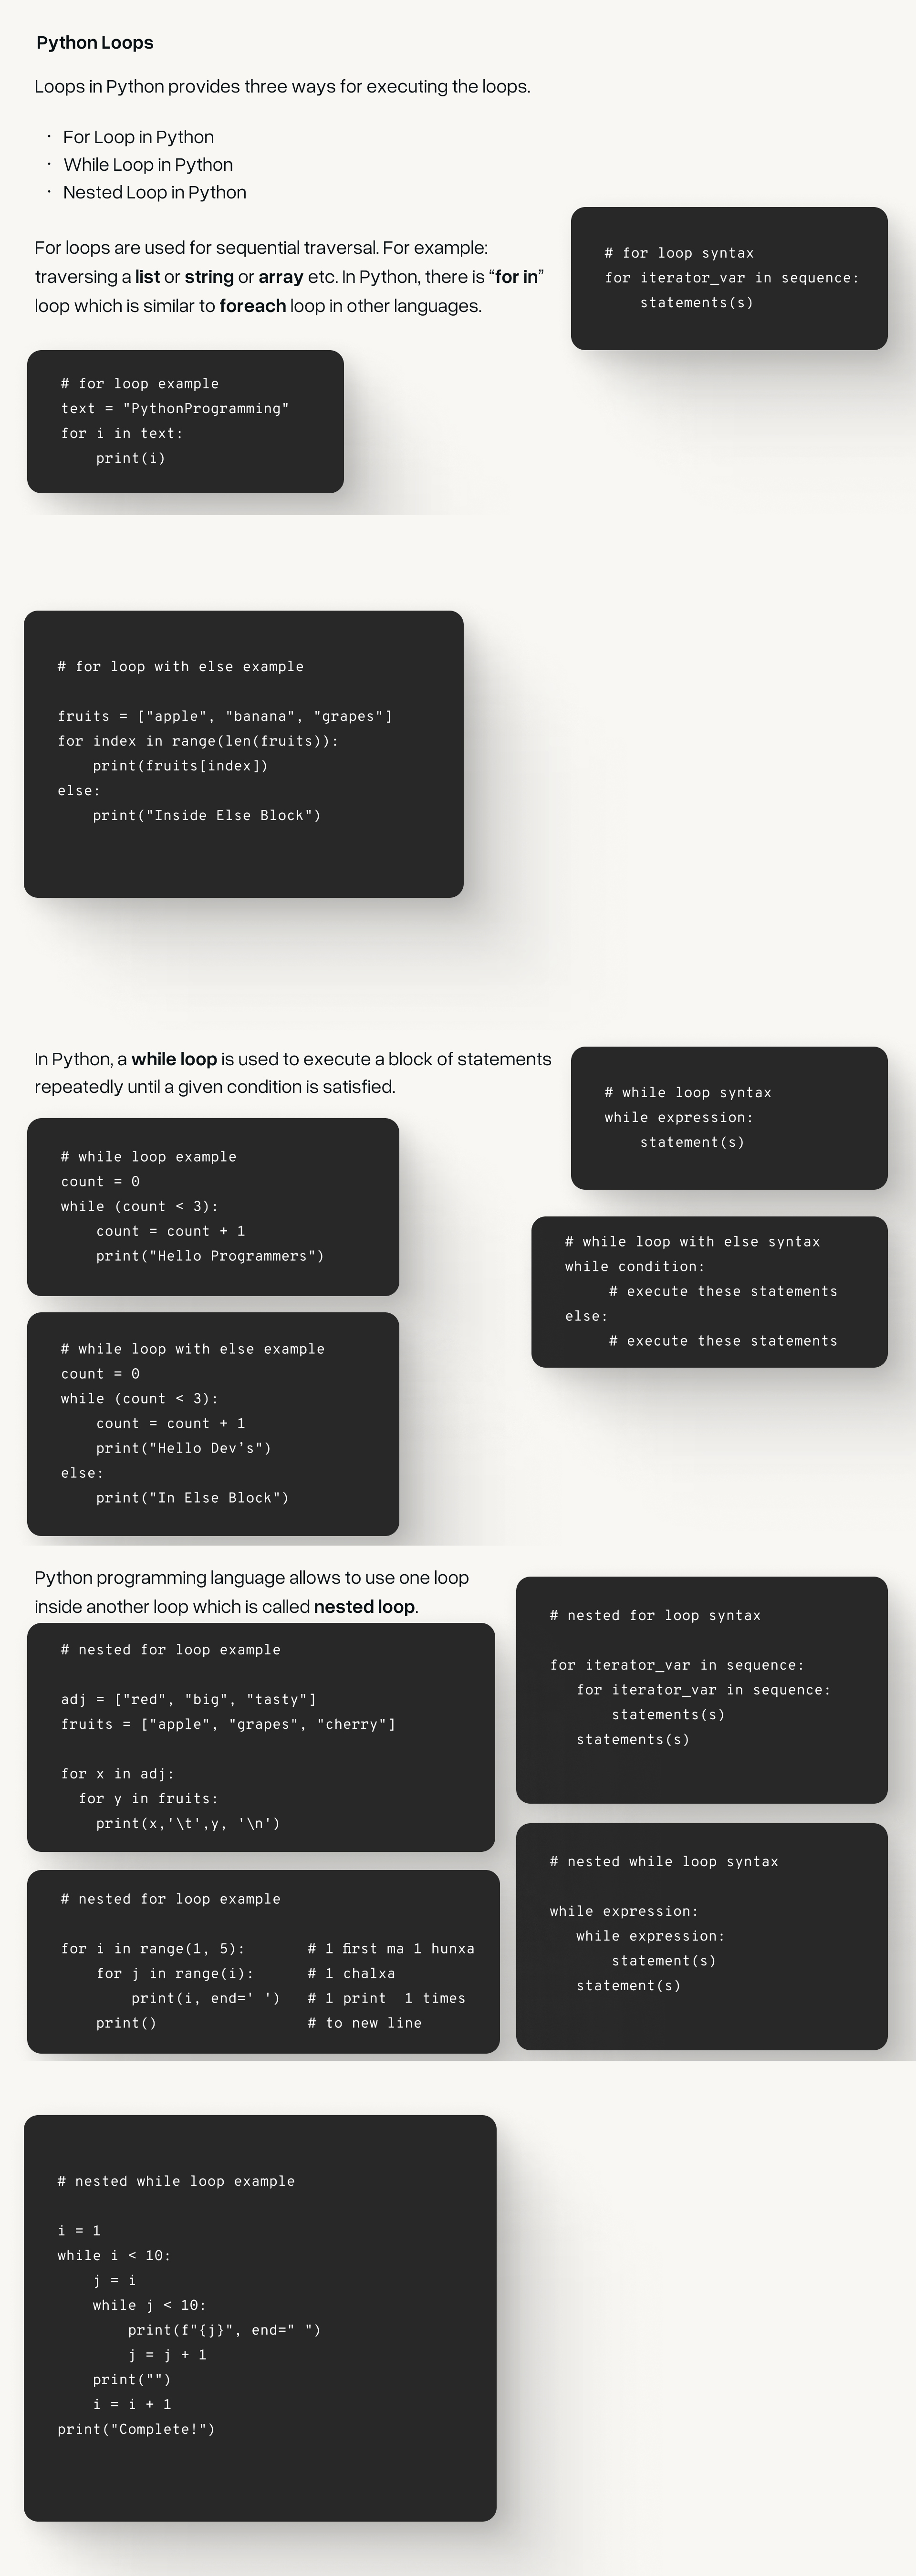 Python Loops
Loops in Python provides three ways for executing the loops.
· For Loop in Python
· While Loop in Python
· Nested Loop in Python
For loops are used for sequential traversal. For example:
traversing a list or string or array etc. In Python, there is “for in”
loop which is similar to foreach loop in other languages.
# for loop syntax
for iterator_var in sequence:
    statements(s)
# for loop example
text = "PythonProgramming"
for i in text:
    print(i)
# for loop with else example
fruits = ["apple", "banana", "grapes"]
for index in range(len(fruits)):
    print(fruits[index])
else:
    print("Inside Else Block")
In Python, a while loop is used to execute a block of statements
repeatedly until a given condition is satisfied.
# while loop syntax
while expression:
    statement(s)
# while loop example
count = 0
while (count < 3):
    count = count + 1
    print("Hello Programmers")
# while loop with else syntax
while condition:
     # execute these statements
else:
     # execute these statements
# while loop with else example
count = 0
while (count < 3):
    count = count + 1
    print("Hello Dev’s")
else:
    print("In Else Block")
Python programming language allows to use one loop
inside another loop which is called nested loop.
# nested for loop syntax
for iterator_var in sequence:
   for iterator_var in sequence:
       statements(s)
   statements(s)
# nested for loop example
adj = ["red", "big", "tasty"]
fruits = ["apple", "grapes", "cherry"]
for x in adj:
  for y in fruits:
    print(x,'\t',y, '\n')
# nested while loop syntax
while expression:
   while expression:
       statement(s)
   statement(s)
# nested for loop example
for i in range(1, 5):       # 1 first ma 1 hunxa
    for j in range(i):      # 1 chalxa
        print(i, end=' ')   # 1 print  1 times
    print()                 # to new line
# nested while loop example
i = 1
while i < 10:
    j = i
    while j < 10:
        print(f"{j}", end=" ")
        j = j + 1
    print("")
    i = i + 1
print("Complete!")